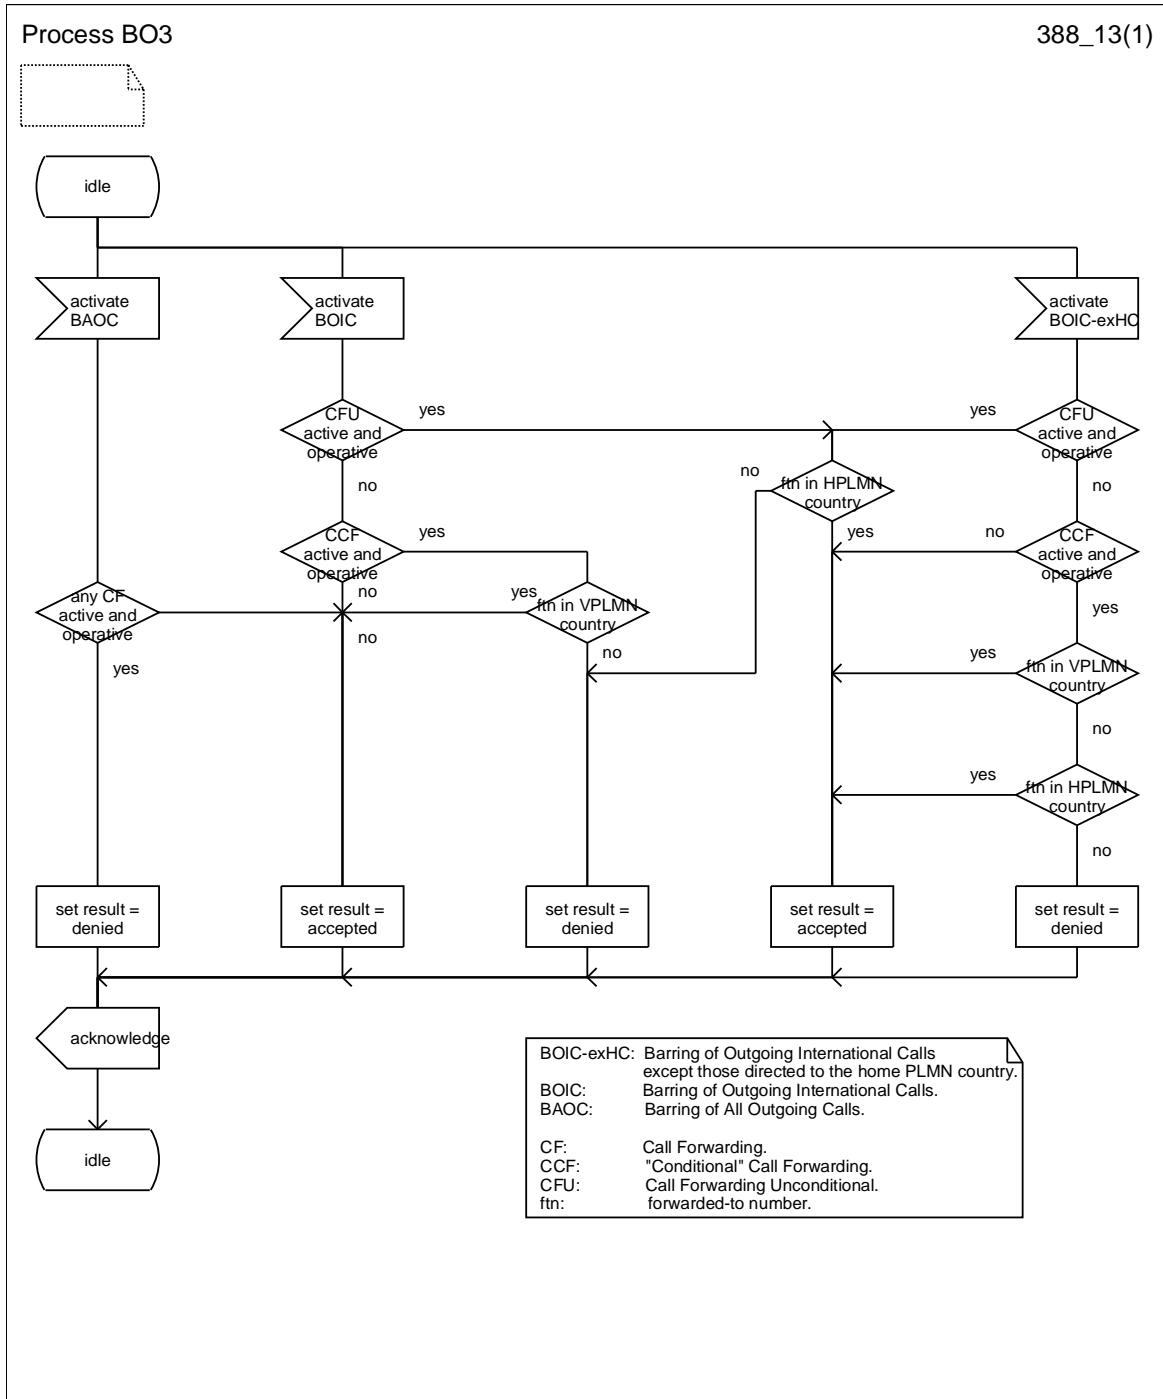 Process BO3
388_13(1)
idle
activate
BAOC
activate
BOIC
activate
BOIC-exHC
CFU
active and
operative
yes
yes
CFU
active and
operative
no
no
ftn in HPLMN
country
no
no
CCF
active and
operative
yes
yes
no
CCF
active and
operative
no
yes
any CF
active and
operative
yes
ftn in VPLMN
country
yes
no
no
yes
ftn in VPLMN
country
no
yes
ftn in HPLMN
country
no
set result =
denied
set result =
accepted
set result =
denied
set result =
accepted
set result =
denied
acknowledge
idle
BOIC-exHC: Barring of Outgoing International Calls
except those directed to the home PLMN country.
BOIC: Barring of Outgoing International Calls.
BAOC: Barring of All Outgoing Calls.
CF: Call Forwarding.
CCF: "Conditional" Call Forwarding.
CFU: Call Forwarding Unconditional.
ftn: forwarded-to number.